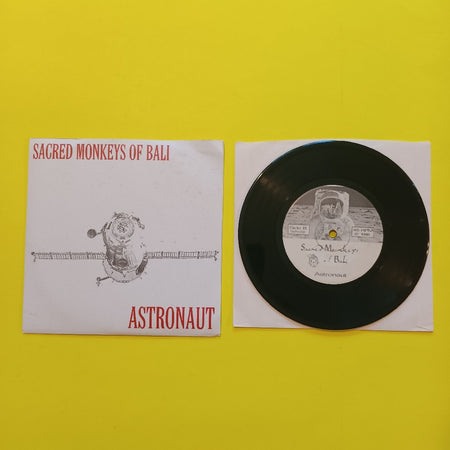 SACRED MONKEYS OF BALI
ASTRONAUT
Sacred Monkeys
of Bali
Astronaut